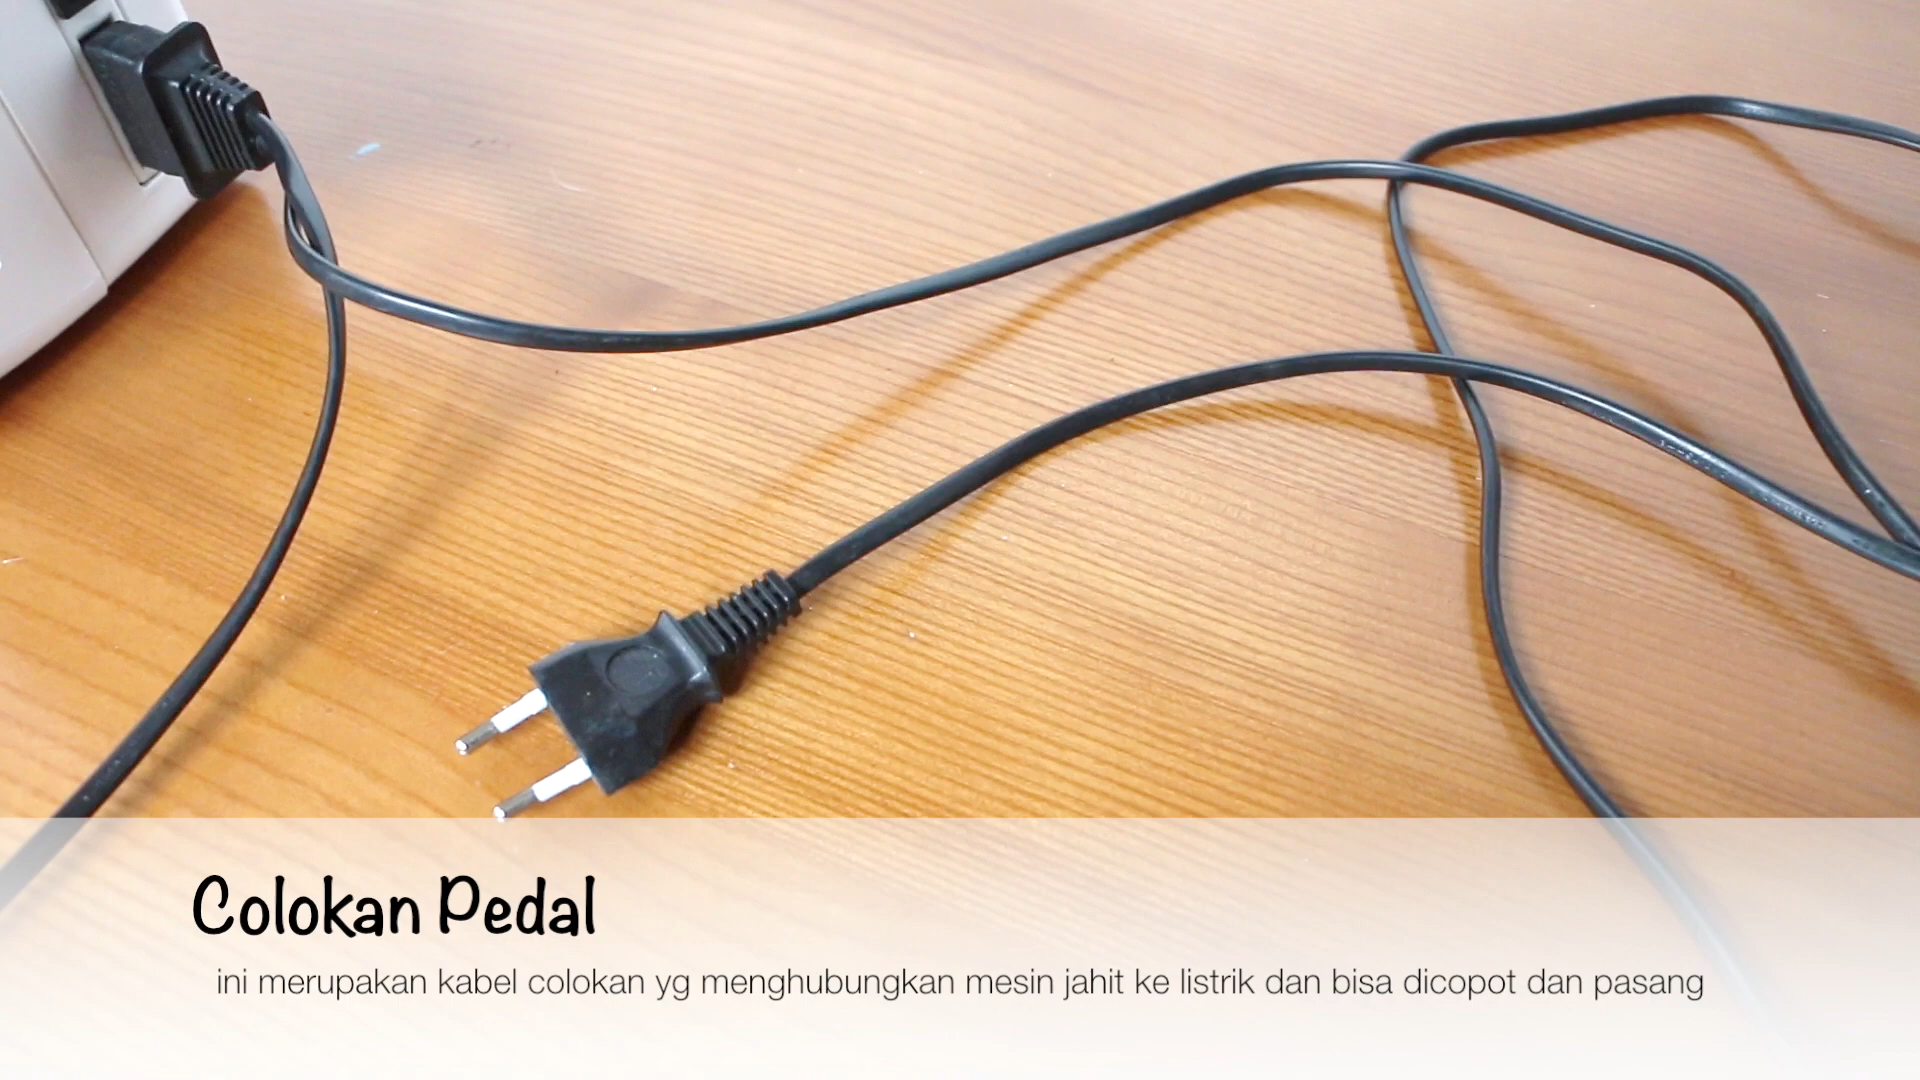 Colokan Pedal
ini merupakan kabel colokan yg menghubungkan mesin jahit ke listrik dan bisa dicopot dan pasang